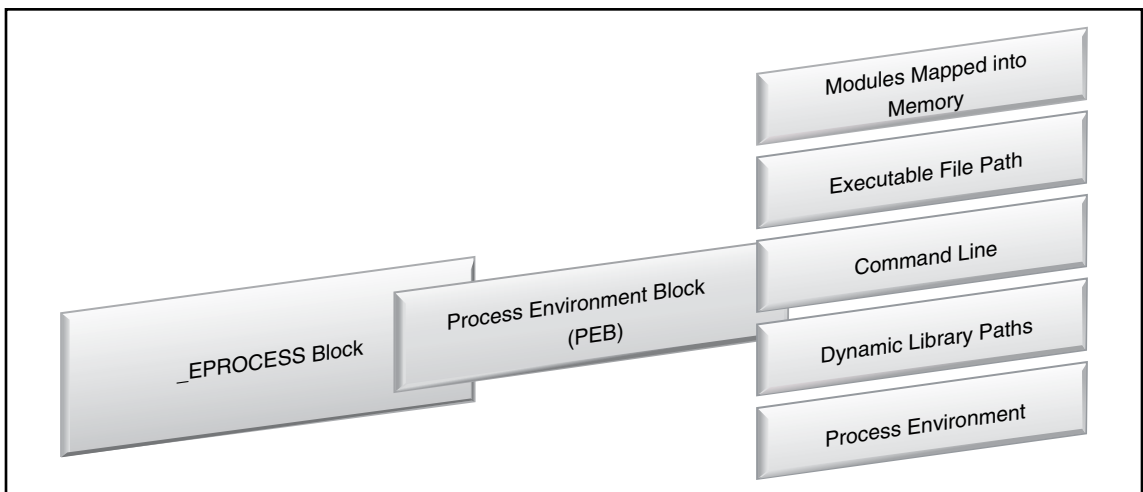 _EPROCESS Block
Process Environment Block
(PEB)
Modules Mapped into
Memory
Executable File Path
Command Line
Dynamic Library Paths
Process Environment